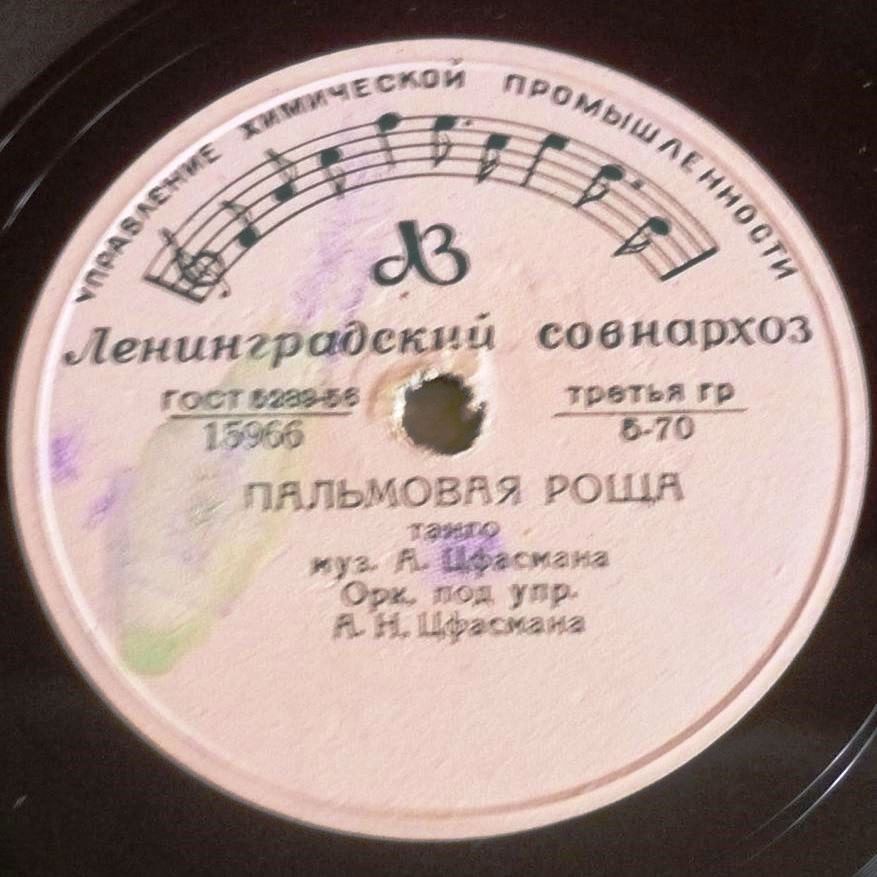 УПРАВЛЕНИЕ ХИМИЧЕСКОЙ ПРОМЫШЛЕННОСТИ
ЛЗ
Ленинградский совнархоз
ГОСТ 5289-56
15966
третья гр
5-70
ПАЛЬМОВАЯ РОЩА
танго
муз. А. Цфасмана
Орк. под упр.
А. Н. Цфасмана